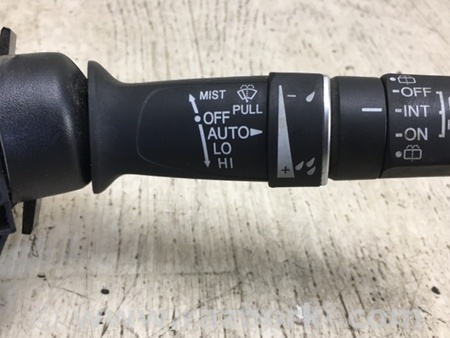 MIST
PULL
OFF
AUTO
LO
HI
− +
OFF
INT
ON